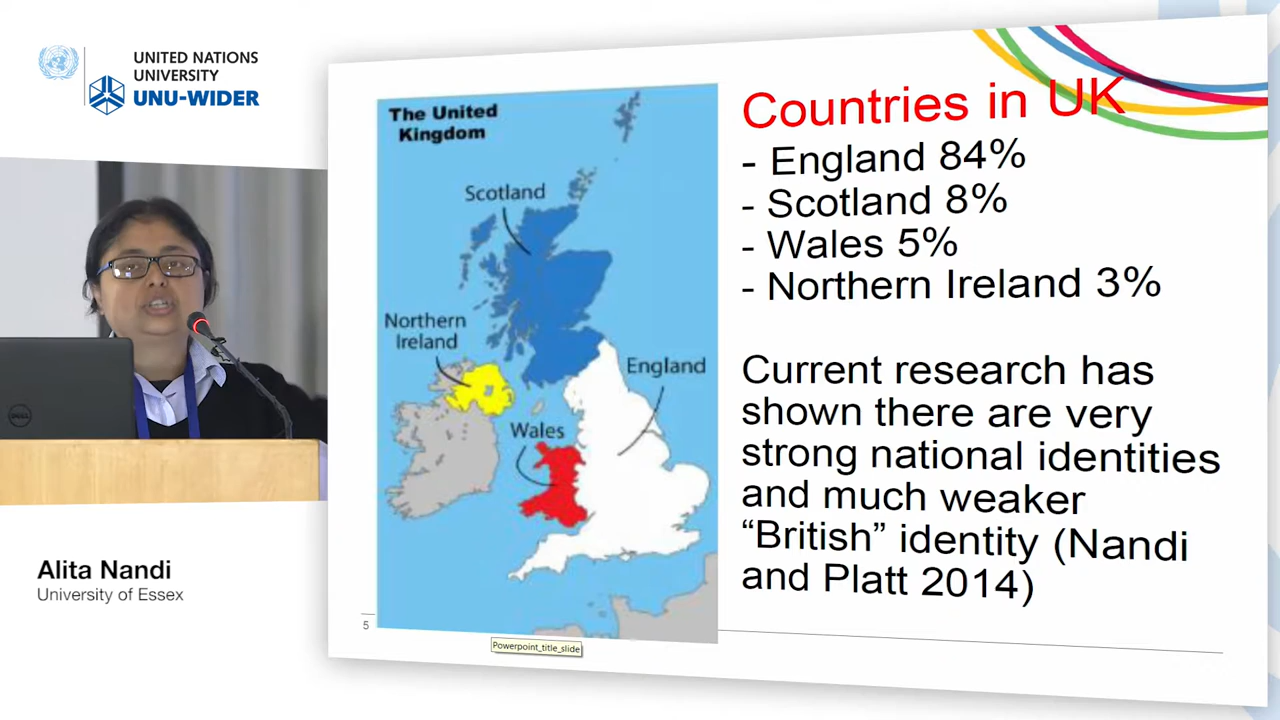 UNITED NATIONS
UNIVERSITY
UNU-WIDER
The United
Kingdom
Scotland
Northern
Ireland
England
Wales
Countries in UK
- England 84%
- Scotland 8%
- Wales 5%
- Northern Ireland 3%
Current research has
shown there are very
strong national identities
and much weaker
“British” identity (Nandi
and Platt 2014)
5
Powerpoint_title_slide
DELL
Alita Nandi
University of Essex